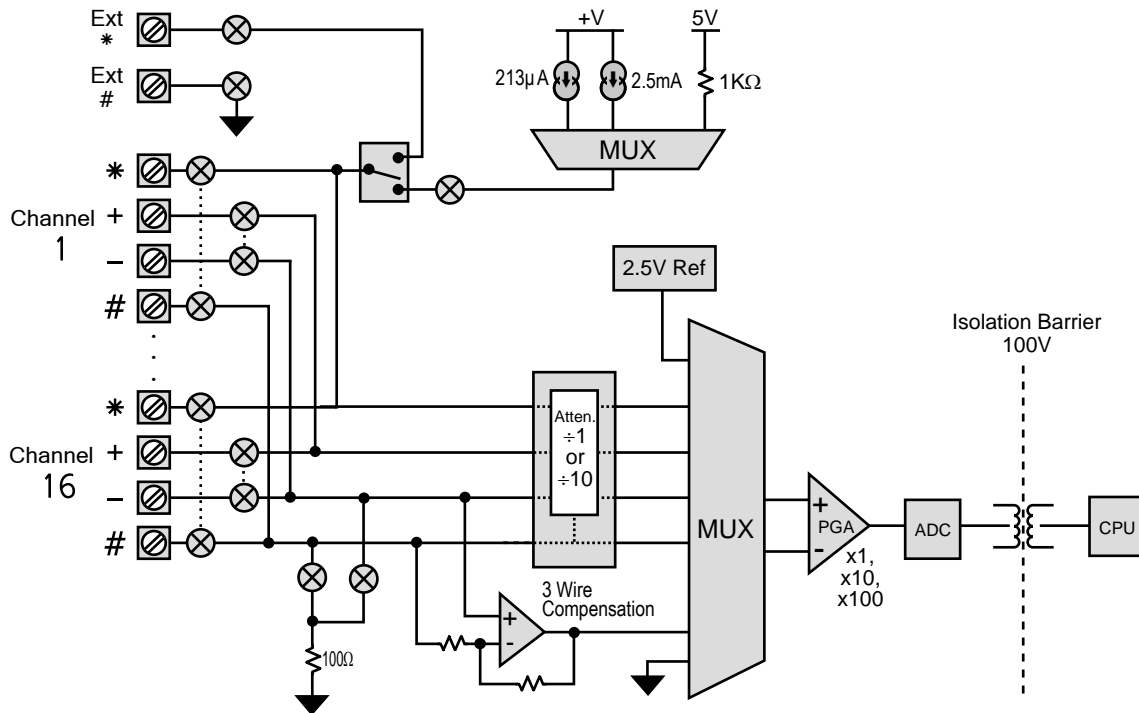 Ext
*
Ext
#
+V
5V
213µA
2.5mA
1KΩ
MUX
*
Channel
1
+
–
#
2.5V Ref
Isolation Barrier
100V
*
Channel
16
+
–
#
Atten.
÷1
or
÷10
MUX
+
PGA
-
x1,
x10,
x100
ADC
CPU
3 Wire
Compensation
+
-
100Ω